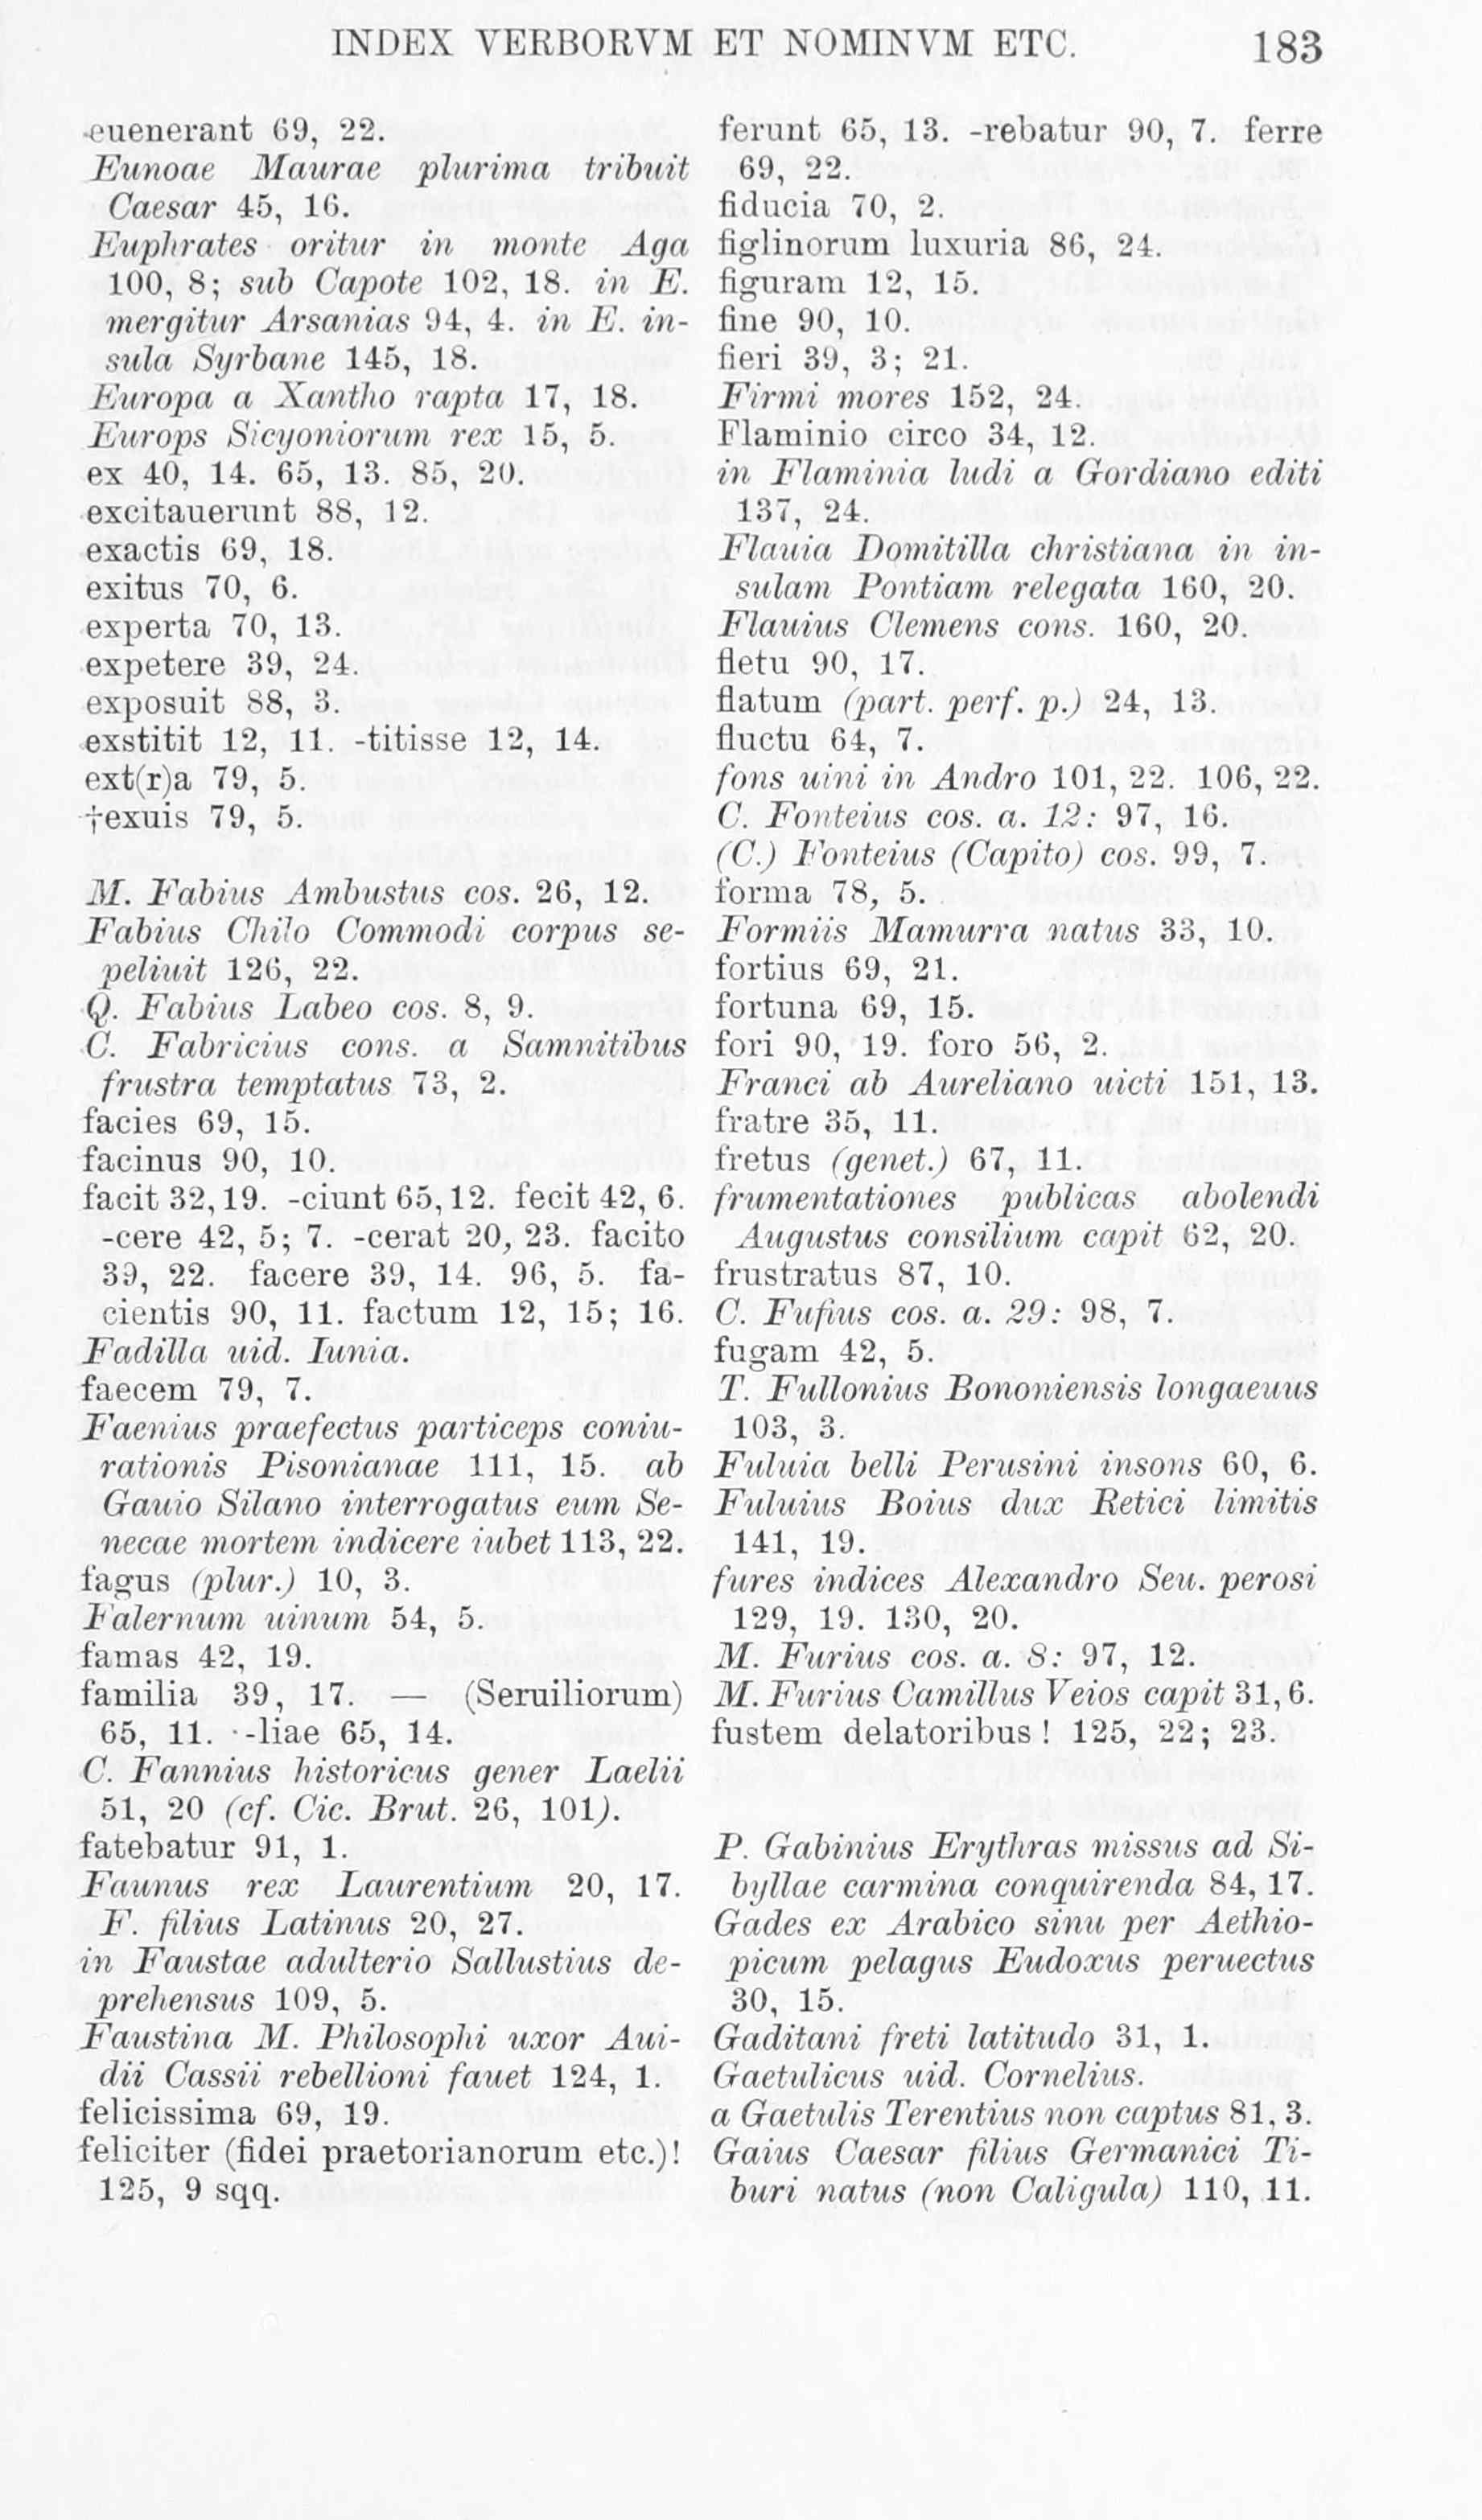 INDEX VERBORVM ET NOMINVM ETC. 183
euenerant 69, 22.
Eunoae Maurae plurima tribuit
Caesar 45, 16.
Euphrates oritur in monte Aga
100, 8; sub Capote 102, 18. in E.
mergitur Arsanias 94, 4. in E. in-
sula Syrbane 145, 18.
Europa a Xantho rapta 17, 18.
Europs Sicyoniorum rex 15, 5.
ex 40, 14. 65, 13. 85, 20.
excitauerunt 88, 12.
exactis 69, 18.
exitus 70, 6.
experta 70, 13.
expetere 39, 24.
exposuit 88, 3.
exstitit 12, 11. -titisse 12, 14.
ext(r)a 79, 5.
†exuis 79, 5.
M. Fabius Ambustus cos. 26, 12.
Fabius Chilo Commodi corpus se-
peliuit 126, 22.
Q. Fabius Labeo cos. 8, 9.
C. Fabricius cons. a Samnitibus
frustra temptatus 73, 2.
facies 69, 15.
facinus 90, 10.
facit 32, 19. -ciunt 65, 12. fecit 42, 6.
-cere 42, 5; 7. -cerat 20, 23. facito
39, 22. facere 39, 14. 96, 5. fa-
cientis 90, 11. factum 12, 15; 16.
Fadilla uid. Iunia.
faecem 79, 7.
Faenius praefectus particeps coniu-
rationis Pisonianae 111, 15. ab
Gauio Silano interrogatus eum Se-
necae mortem indicere iubet 113, 22.
fagus (plur.) 10, 3.
Falernum uinum 54, 5.
famas 42, 19.
familia 39, 17. — (Seruiliorum)
65, 11. -liae 65, 14.
C. Fannius historicus gener Laelii
51, 20 (cf. Cic. Brut. 26, 101).
fatebatur 91, 1.
Faunus rex Laurentium 20, 17.
F. filius Latinus 20, 27.
in Faustae adulterio Sallustius de-
prehensus 109, 5.
Faustina M. Philosophi uxor Aui-
dii Cassii rebellioni fauet 124, 1.
felicissima 69, 19.
feliciter (fidei praetorianorum etc.)!
125, 9 sqq.
ferunt 65, 13. -rebatur 90, 7. ferre
69, 22.
fiducia 70, 2.
figlinorum luxuria 86, 24.
figuram 12, 15.
fine 90, 10.
fieri 39, 3; 21.
Firmi mores 152, 24.
Flaminio circo 34, 12.
in Flaminia ludi a Gordiano editi
137, 24.
Flauia Domitilla christiana in in-
sulam Pontiam relegata 160, 20.
Flauius Clemens cons. 160, 20.
fletu 90, 17.
flatum (part. perf. p.) 24, 13.
fluctu 64, 7.
fons uini in Andro 101, 22. 106, 22.
C. Fonteius cos. a. 12: 97, 16.
(C.) Fonteius (Capito) cos. 99, 7.
forma 78, 5.
Formiis Mamurra natus 33, 10.
fortius 69, 21.
fortuna 69, 15.
fori 90, 19. foro 56, 2.
Franci ab Aureliano uicti 151, 13.
fratre 35, 11.
fretus (genet.) 67, 11.
frumentationes publicas abolendi
Augustus consilium capit 62, 20.
frustratus 87, 10.
C. Fufius cos. a. 29: 98, 7.
fugam 42, 5.
T. Fullonius Bononiensis longaeuus
103, 3.
Fuluia belli Perusini insons 60, 6.
Fuluius Boius dux Retici limitis
141, 19.
fures indices Alexandro Seu. perosi
129, 19. 130, 20.
M. Furius cos. a. 8: 97, 12.
M. Furius Camillus Veios capit 31, 6.
fustem delatoribus! 125, 22; 23.
P. Gabinius Erythras missus ad Si-
byllae carmina conquirenda 84, 17.
Gades ex Arabico sinu per Aethio-
picum pelagus Eudoxus peruectus
30, 15.
Gaditani freti latitudo 31, 1.
Gaetulicus uid. Cornelius.
a Gaetulis Terentius non captus 81, 3.
Gaius Caesar filius Germanici Ti-
buri natus (non Caligula) 110, 11.